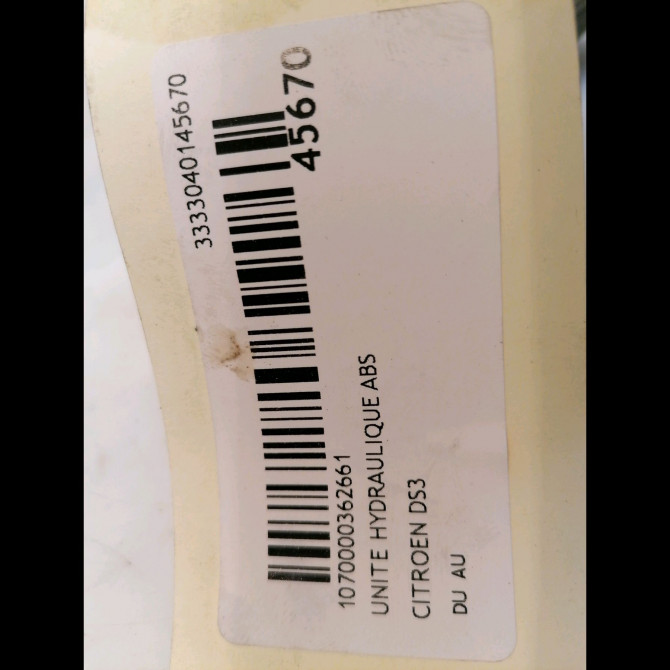 3333040145670
45670
1070000362661
UNITE HYDRAULIQUE ABS
CITROEN DS3
DU AU